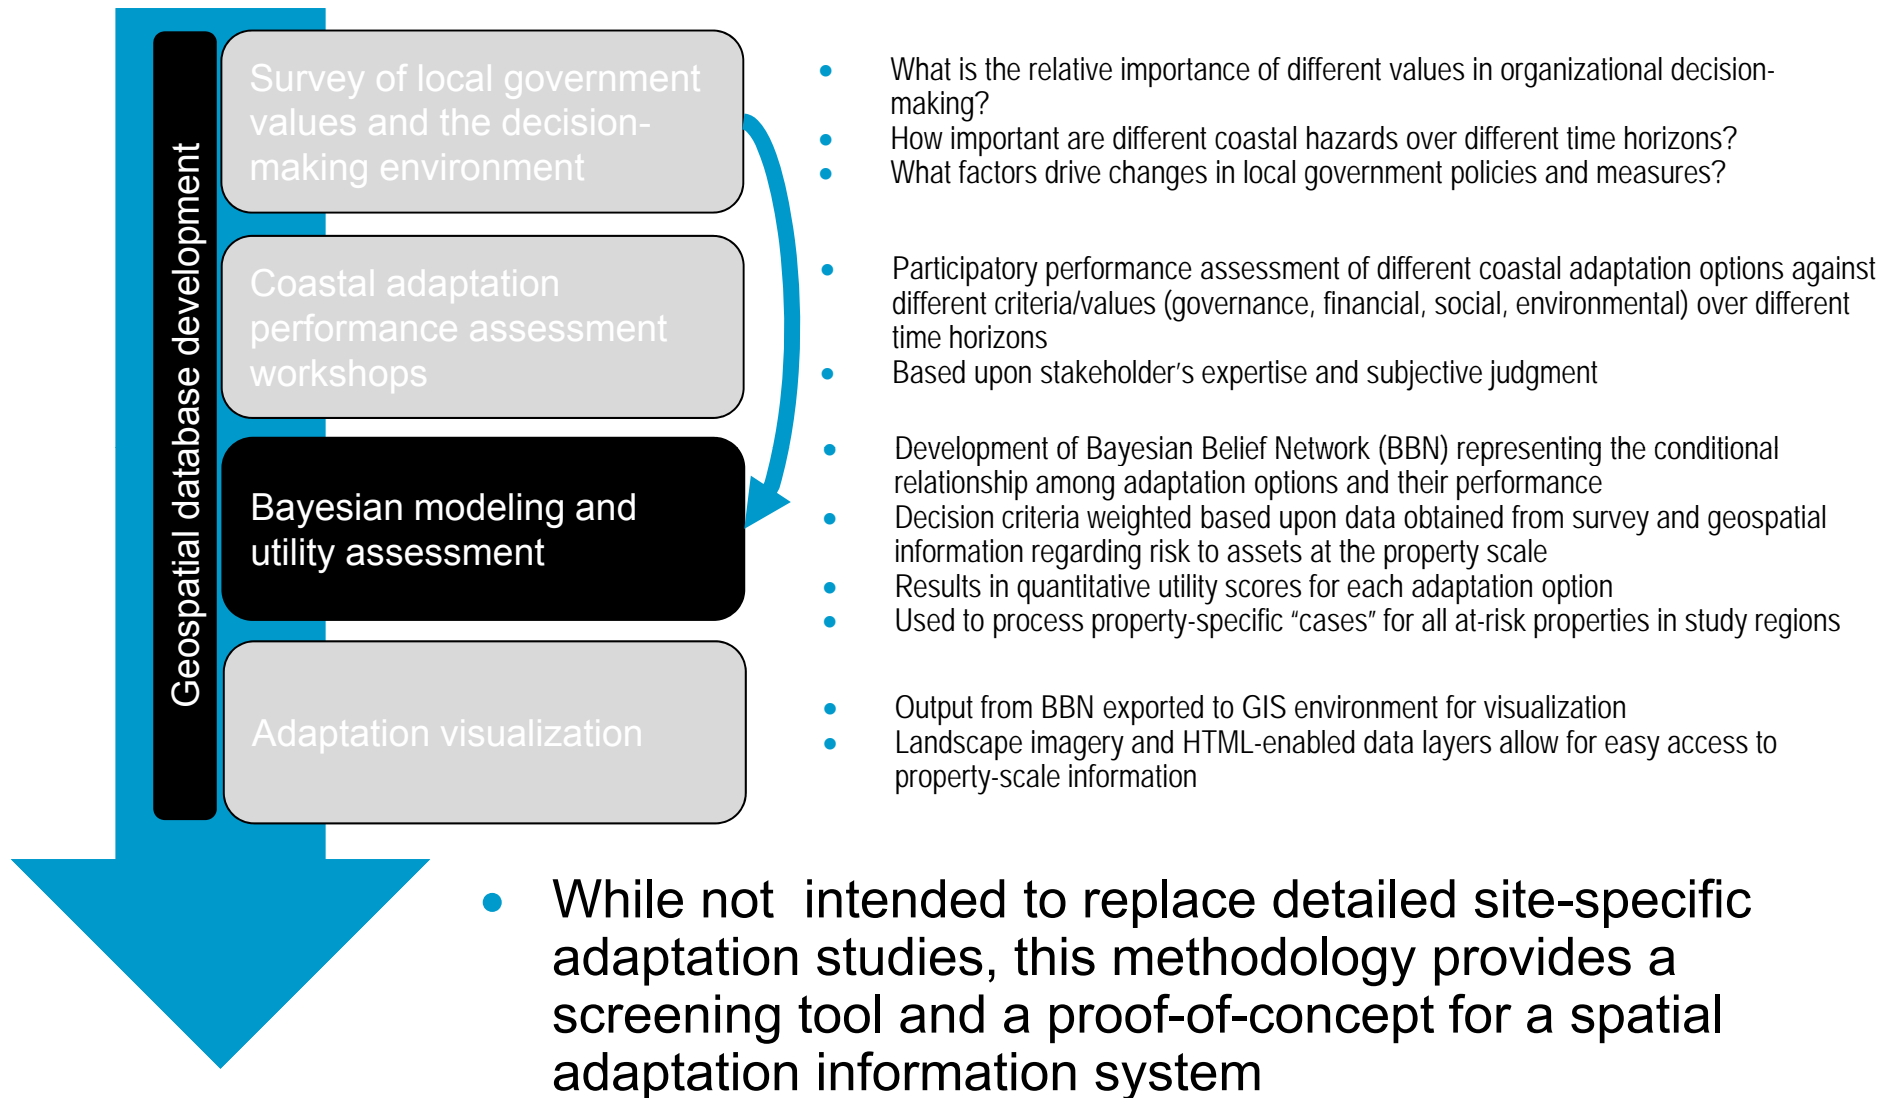 Geospatial database development
Survey of local government
values and the decision-
making environment
• What is the relative importance of different values in organizational decision-
making?
• How important are different coastal hazards over different time horizons?
• What factors drive changes in local government policies and measures?
Coastal adaptation
performance assessment
workshops
• Participatory performance assessment of different coastal adaptation options against
different criteria/values (governance, financial, social, environmental) over different
time horizons
• Based upon stakeholder’s expertise and subjective judgment
Bayesian modeling and
utility assessment
• Development of Bayesian Belief Network (BBN) representing the conditional
relationship among adaptation options and their performance
• Decision criteria weighted based upon data obtained from survey and geospatial
information regarding risk to assets at the property scale
• Results in quantitative utility scores for each adaptation option
• Used to process property-specific “cases” for all at-risk properties in study regions
Adaptation visualization
• Output from BBN exported to GIS environment for visualization
• Landscape imagery and HTML-enabled data layers allow for easy access to
property-scale information
• While not intended to replace detailed site-specific
adaptation studies, this methodology provides a
screening tool and a proof-of-concept for a spatial
adaptation information system